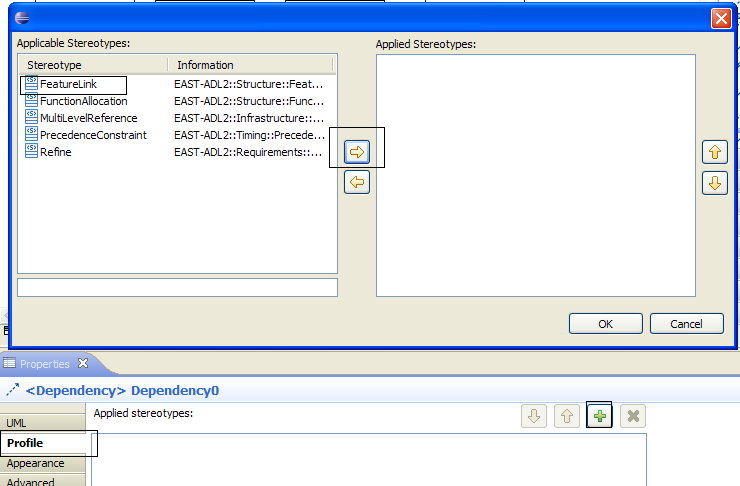 Applicable Stereotypes:
Applied Stereotypes:
Stereotype Information
FeatureLink EAST-ADL2::Structure::Feat...
FunctionAllocation EAST-ADL2::Structure::Func...
MultiLevelReference EAST-ADL2::Infrastructure::...
PrecedenceConstraint EAST-ADL2::Timing::Precede...
Refine EAST-ADL2::Requirements::...
OK Cancel
Properties
<Dependency> Dependency0
Applied stereotypes:
UML
Profile
Appearance
Advanced